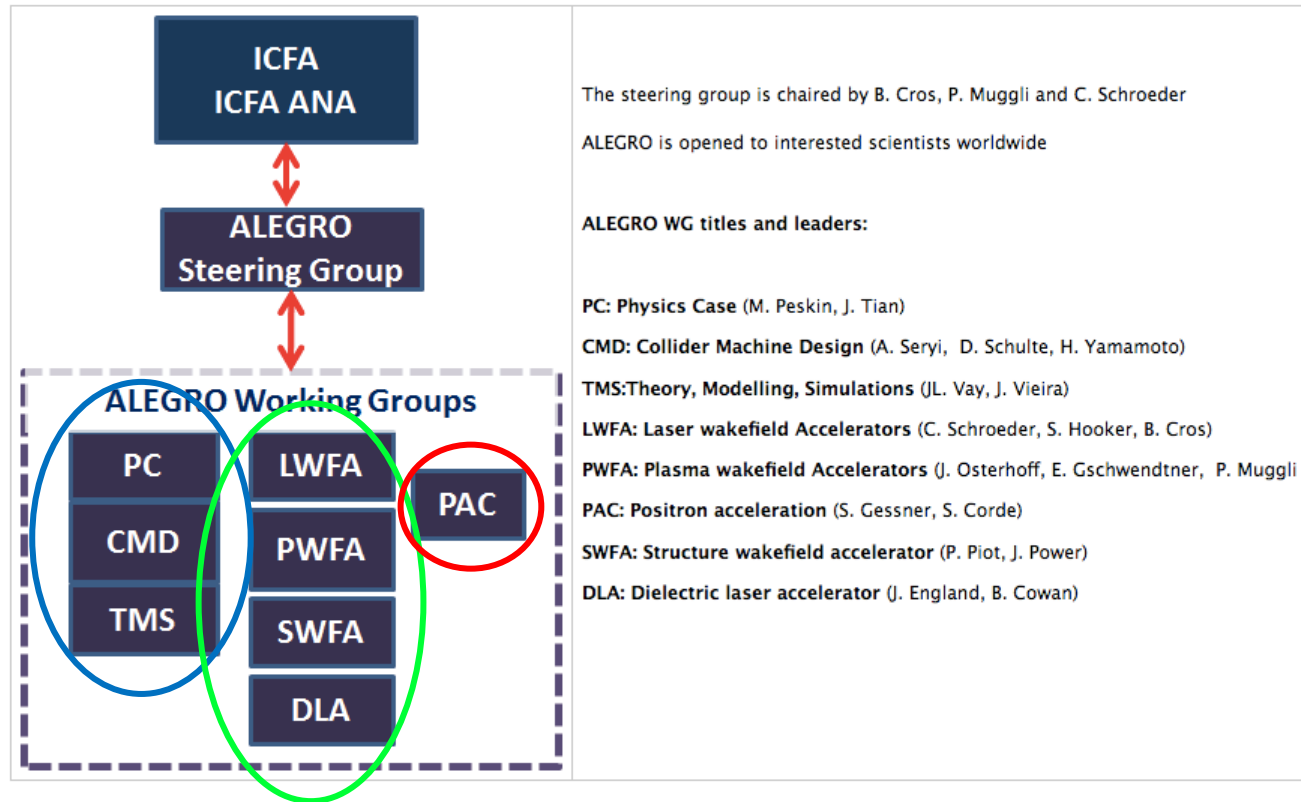 ICFA
ICFA ANA
ALEGRO
Steering Group
ALEGRO Working Groups
PC
CMD
TMS
LWFA
PWFA
SWFA
DLA
PAC
The steering group is chaired by B. Cros, P. Muggli and C. Schroeder
ALEGRO is opened to interested scientists worldwide
ALEGRO WG titles and leaders:
PC: Physics Case (M. Peskin, J. Tian)
CMD: Collider Machine Design (A. Seryi, D. Schulte, H. Yamamoto)
TMS:Theory, Modelling, Simulations (JL. Vay, J. Vieira)
LWFA: Laser wakefield Accelerators (C. Schroeder, S. Hooker, B. Cros)
PWFA: Plasma wakefield Accelerators (J. Osterhoff, E. Gschwendtner, P. Muggli
PAC: Positron acceleration (S. Gessner, S. Corde)
SWFA: Structure wakefield accelerator (P. Piot, J. Power)
DLA: Dielectric laser accelerator (J. England, B. Cowan)